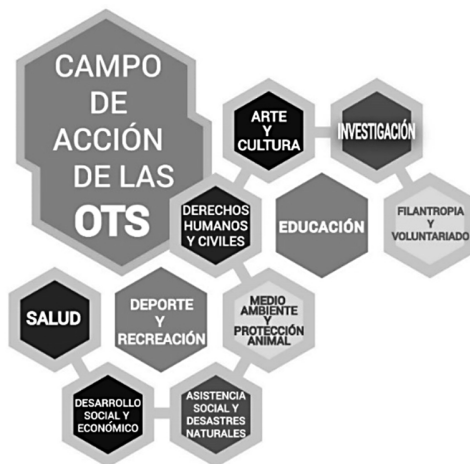 CAMPO
DE
ACCIÓN
DE LAS
OTS
ARTE
Y
CULTURA
INVESTIGACIÓN
DERECHOS
HUMANOS
Y CIVILES
EDUCACIÓN
FILANTROPIA
Y
VOLUNTARIADO
SALUD
DEPORTE
Y
RECREACIÓN
MEDIO
AMBIENTE
Y
PROTECCIÓN
ANIMAL
DESARROLLO
SOCIAL Y
ECONÓMICO
ASISTENCIA
SOCIAL Y
DESASTRES
NATURALES